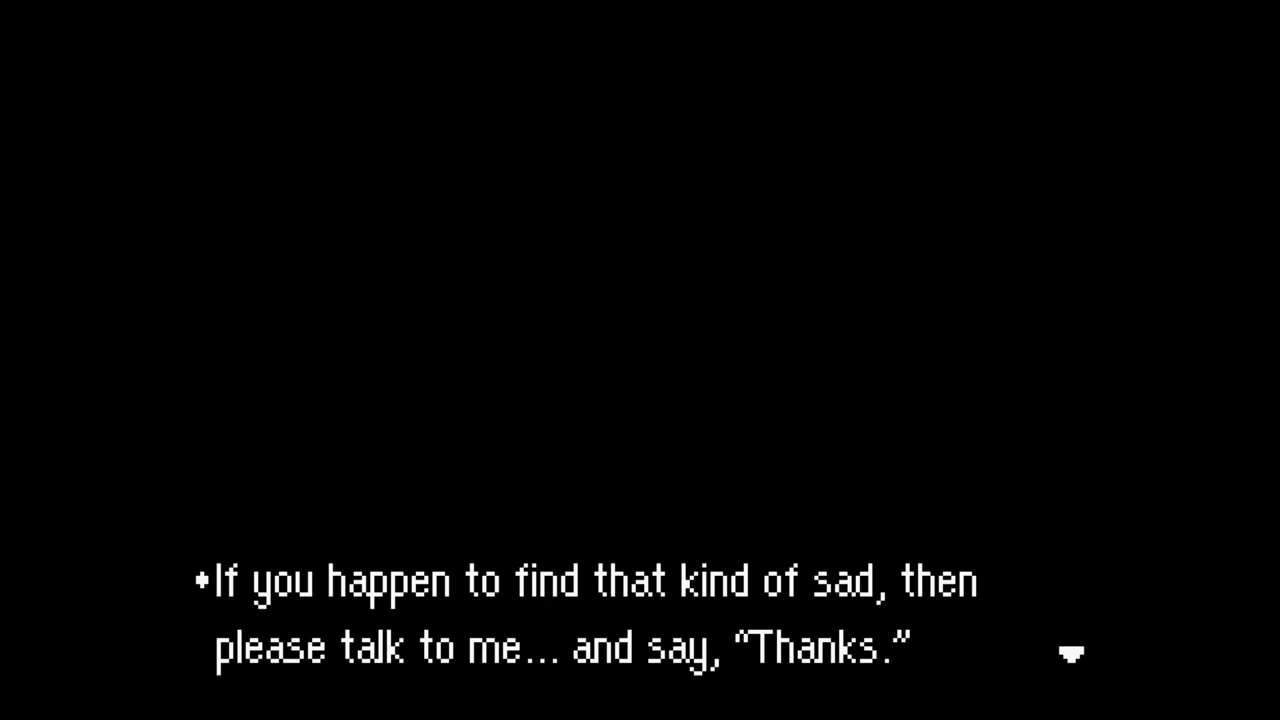 •If you happen to find that kind of sad, then
please talk to me... and say, “Thanks.”